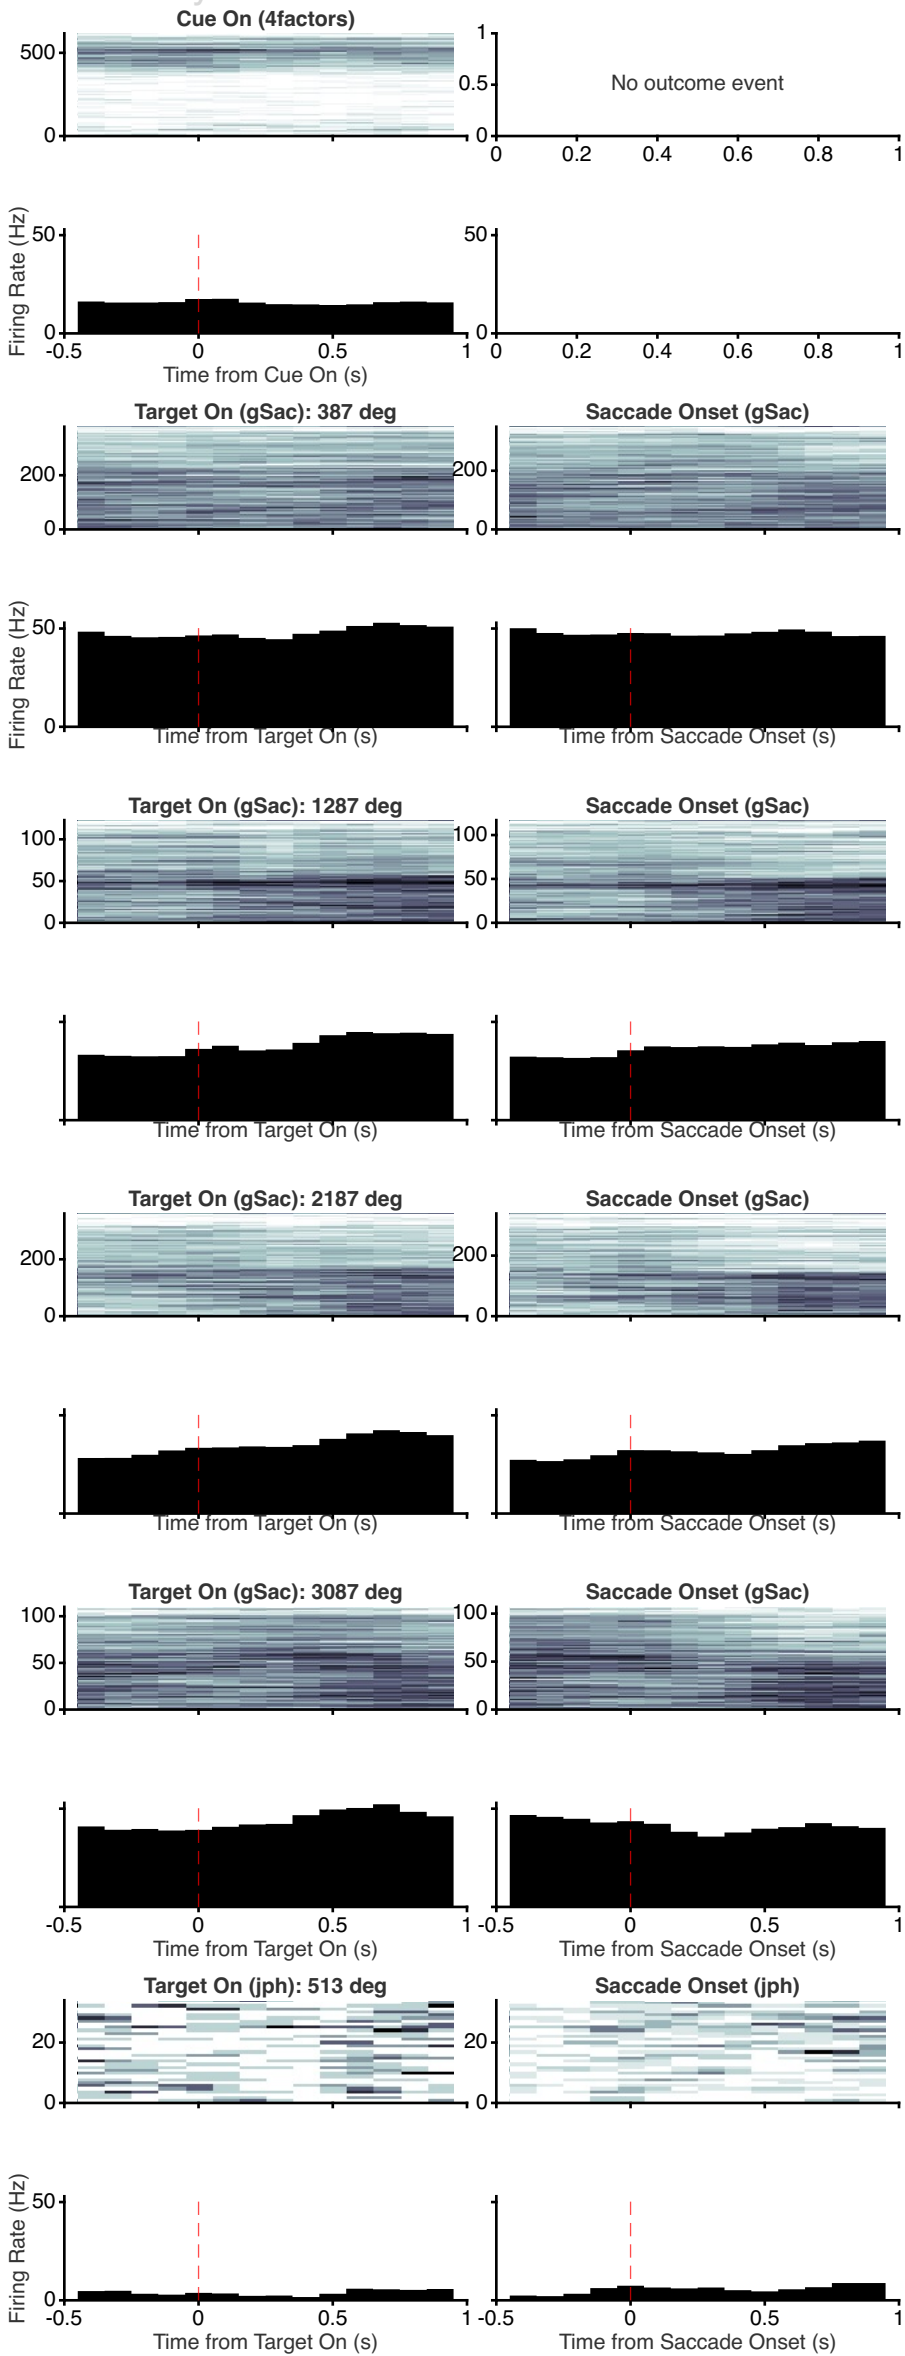 Cue On (4factors)
500
0
1
0.5
0
No outcome event
0 0.2 0.4 0.6 0.8 1
Firing Rate (Hz)
50
0
-0.5 0 0.5 1
Time from Cue On (s)
50
0
0 0.2 0.4 0.6 0.8 1
Target On (gSac): 387 deg
200
0
Saccade Onset (gSac)
200
0
Firing Rate (Hz)
50
0
Time from Target On (s)
Time from Saccade Onset (s)
Target On (gSac): 1287 deg
100
50
0
Saccade Onset (gSac)
100
50
0
Time from Target On (s)
Time from Saccade Onset (s)
Target On (gSac): 2187 deg
200
0
Saccade Onset (gSac)
200
0
Time from Target On (s)
Time from Saccade Onset (s)
Target On (gSac): 3087 deg
100
50
0
Saccade Onset (gSac)
100
50
0
-0.5 0 0.5 1
Time from Target On (s)
-0.5 0 0.5 1
Time from Saccade Onset (s)
Target On (jph): 513 deg
20
0
Saccade Onset (jph)
20
0
Firing Rate (Hz)
50
0
-0.5 0 0.5 1
Time from Target On (s)
-0.5 0 0.5 1
Time from Saccade Onset (s)